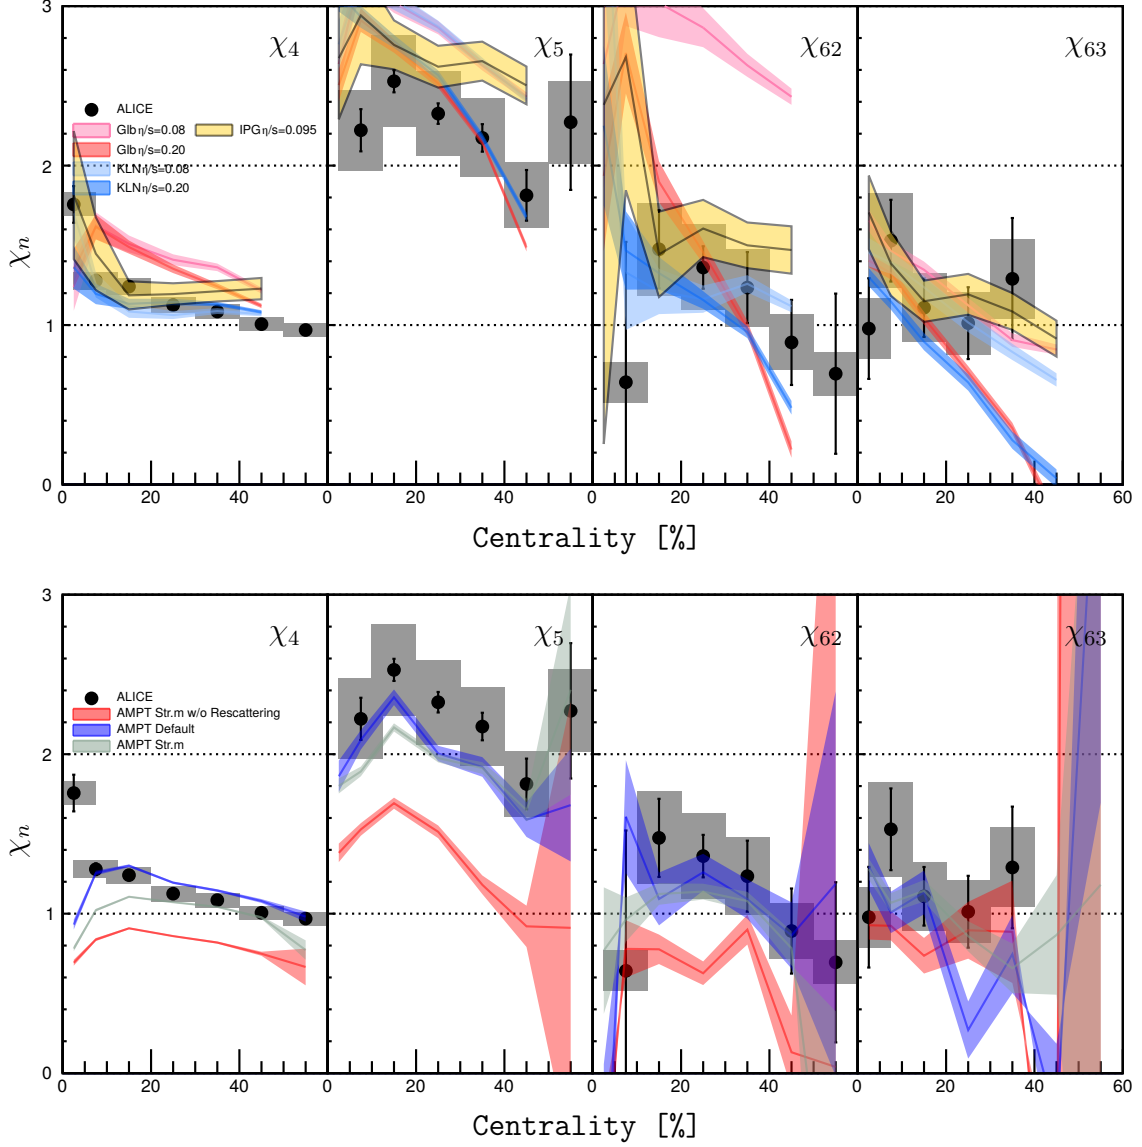 3
2
1
0
χn
χ4
χ5
χ62
χ63
ALICE
Glb η/s=0.08
IPG η/s=0.095
Glb η/s=0.20
KLN η/s=0.08
KLN η/s=0.20
0 20 40 0 20 40 0 20 40 0 20 40 60
Centrality [%]
3
2
1
0
χn
χ4
χ5
χ62
χ63
ALICE
AMPT Str.m w/o Rescattering
AMPT Default
AMPT Str.m
0 20 40 0 20 40 0 20 40 0 20 40 60
Centrality [%]